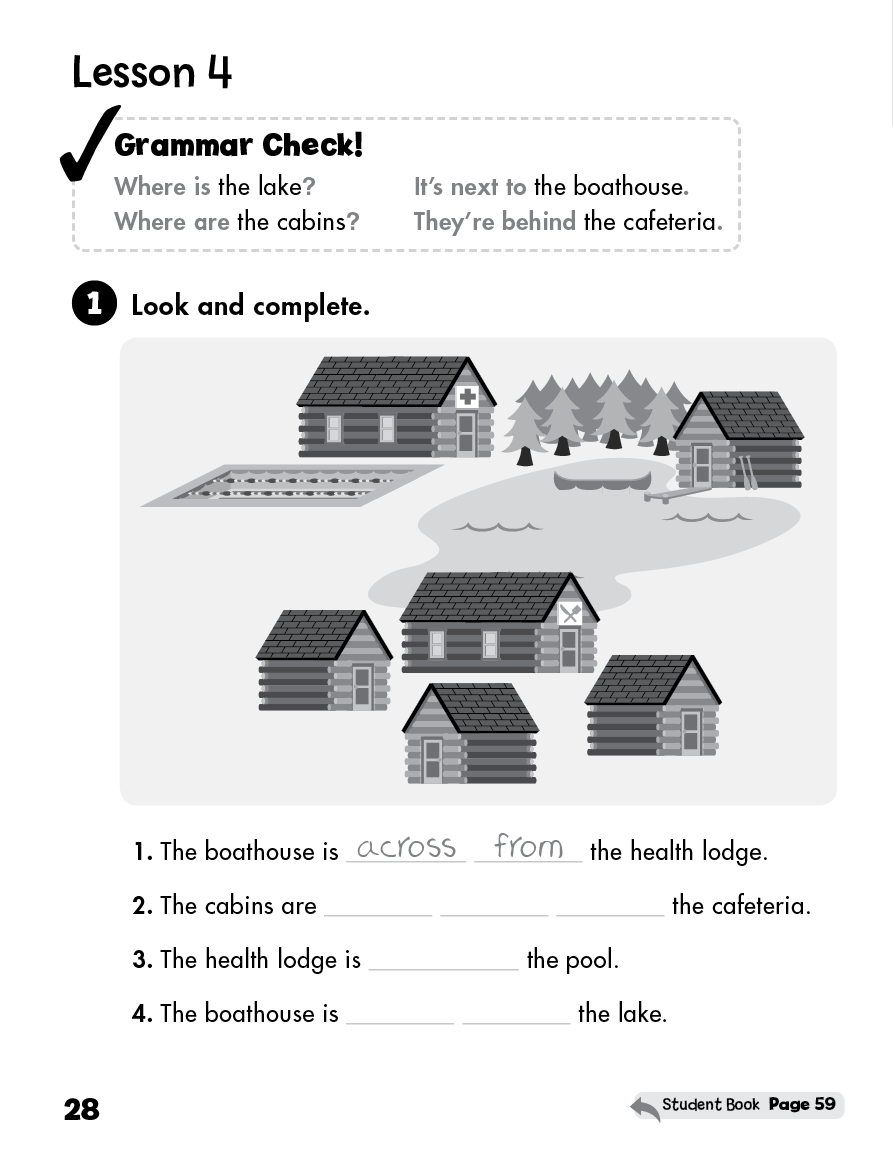 Lesson 4
Grammar Check!
Where is the lake? It's next to the boathouse.
Where are the cabins? They're behind the cafeteria.
1 Look and complete.
1. The boathouse is across from the health lodge.
2. The cabins are ________ ________ ________ the cafeteria.
3. The health lodge is ________ the pool.
4. The boathouse is ________ ________ the lake.
28
Student Book Page 59